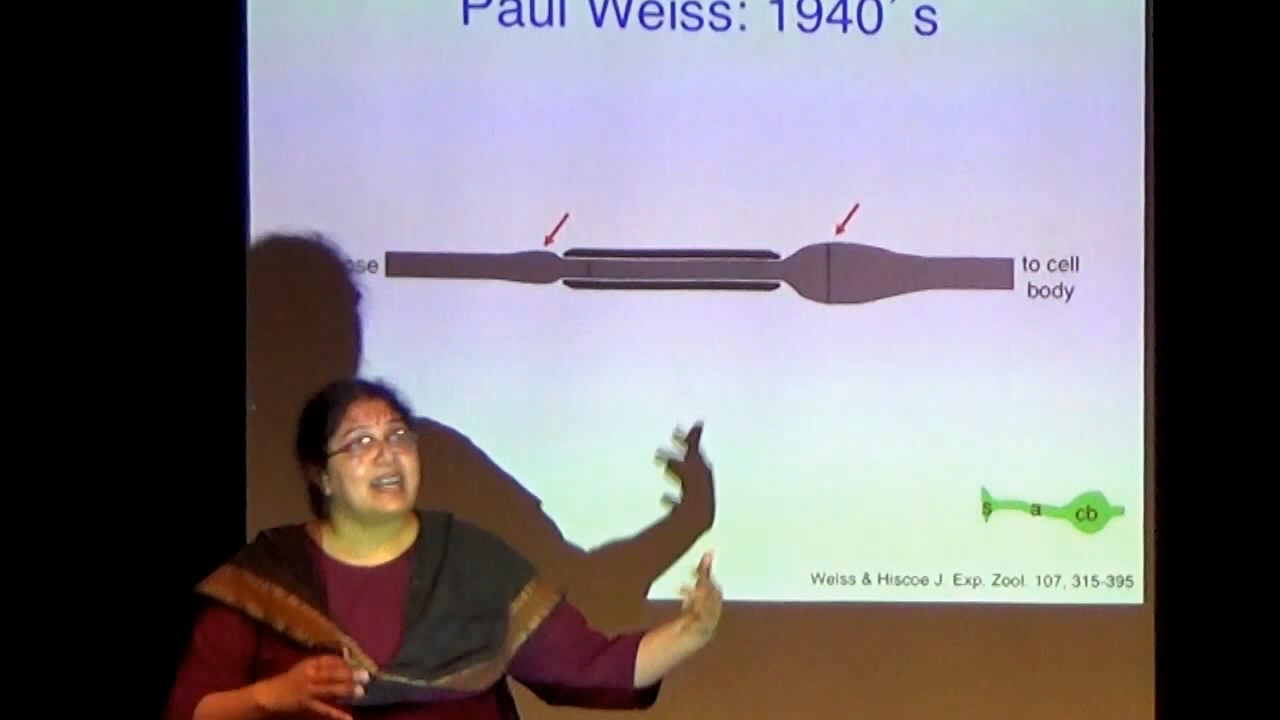 Paul Weiss: 1940´s
to cell
body
s a cb
Weiss & Hiscoe J. Exp. Zool. 107, 315-395